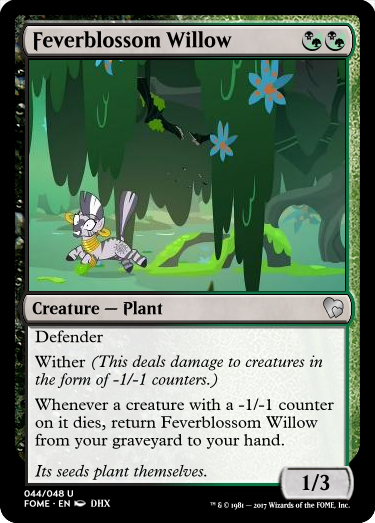 Feverblossom Willow
Creature — Plant
Defender
Wither (This deals damage to creatures in
the form of -1/-1 counters.)
Whenever a creature with a -1/-1 counter
on it dies, return Feverblossom Willow
from your graveyard to your hand.
Its seeds plant themselves.
1/3
044/048 U
FOME • EN DHX
™ & © 1981 — 2017 Wizards of the FOME, Inc.